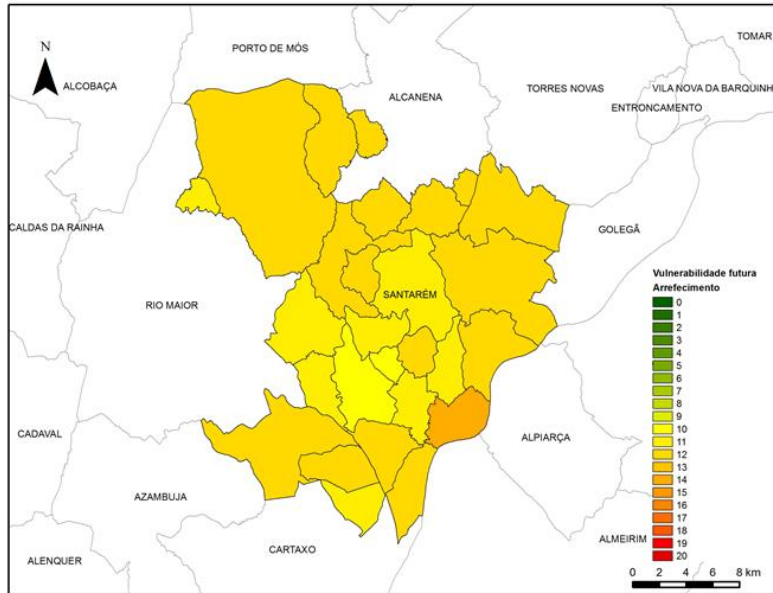 TOMAR
PORTO DE MÓS
N
ALCOBAÇA
ALCANENA
TORRES NOVAS
VILA NOVA DA BARQUINH
ENTRONCAMENTO
CALDAS DA RAINHA
GOLEGÃ
Vulnerabilidade futura
Arrefecimento
SANTARÉM
RIO MAIOR
0
1
2
3
4
5
6
7
8
9
10
11
12
13
14
15
16
17
18
19
20
CADAVAL
ALPIARÇA
AZAMBUJA
ALMEIRIM
CARTAXO
ALENQUER
0 2 4 6 8 km